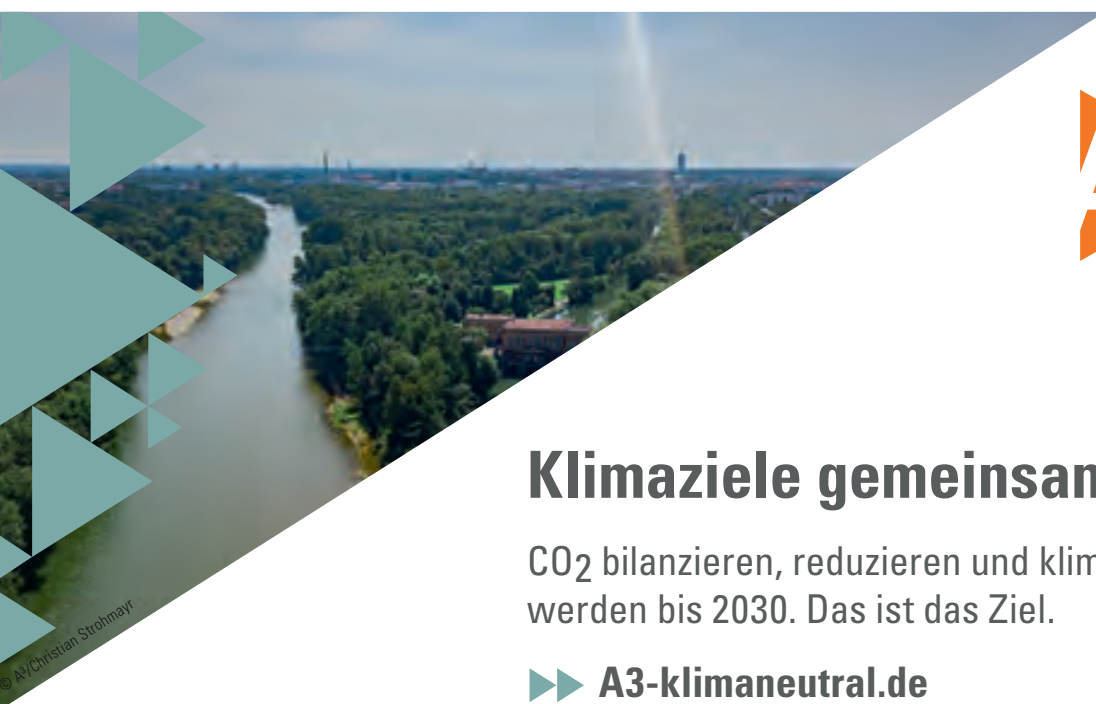 Klimaziele gemeinsam
CO2 bilanzieren, reduzieren und klim
werden bis 2030. Das ist das Ziel.
A3-klimaneutral.de
© A³/Christian Strohmayr